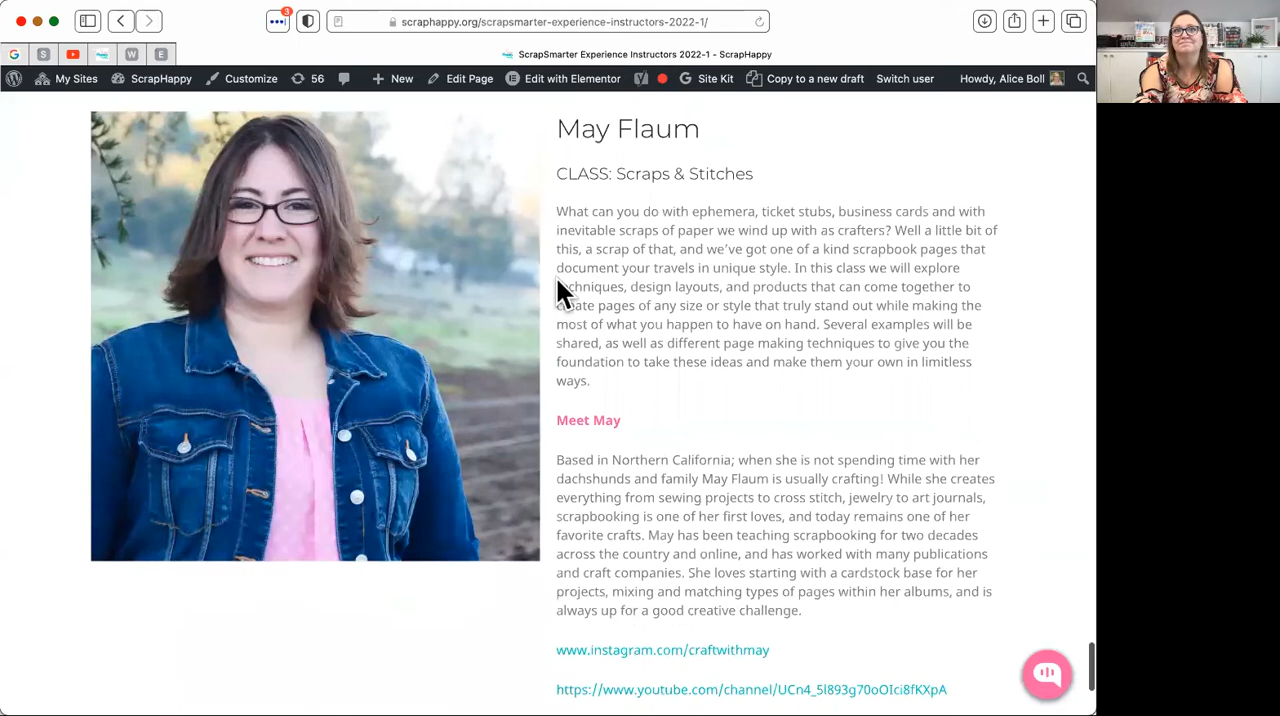 3
scraphappy.org/scrapsmarter-experience-instructors-2022-1/
G S W E ScrapSmarter Experience Instructors 2022-1 - ScrapHappy
My Sites ScrapHappy Customize 56 New Edit Page Edit with Elementor Site Kit Copy to a new draft Switch user Howdy, Alice Boll
May Flaum
CLASS: Scraps & Stitches
What can you do with ephemera, ticket stubs, business cards and with
inevitable scraps of paper we wind up with as crafters? Well a little bit of
this, a scrap of that, and we've got one of a kind scrapbook pages that
document your travels in unique style. In this class we will explore
techniques, design layouts, and products that can come together to
create pages of any size or style that truly stand out while making the
most of what you happen to have on hand. Several examples will be
shared, as well as different page making techniques to give you the
foundation to take these ideas and make them your own in limitless
ways.
Meet May
Based in Northern California; when she is not spending time with her
dachshunds and family May Flaum is usually crafting! While she creates
everything from sewing projects to cross stitch, jewelry to art journals,
scrapbooking is one of her first loves, and today remains one of her
favorite crafts. May has been teaching scrapbooking for two decades
across the country and online, and has worked with many publications
and craft companies. She loves starting with a cardstock base for her
projects, mixing and matching types of pages within her albums, and is
always up for a good creative challenge.
www.instagram.com/craftwithmay
https://www.youtube.com/channel/UCn4_5l893g70oOIci8fKXpA